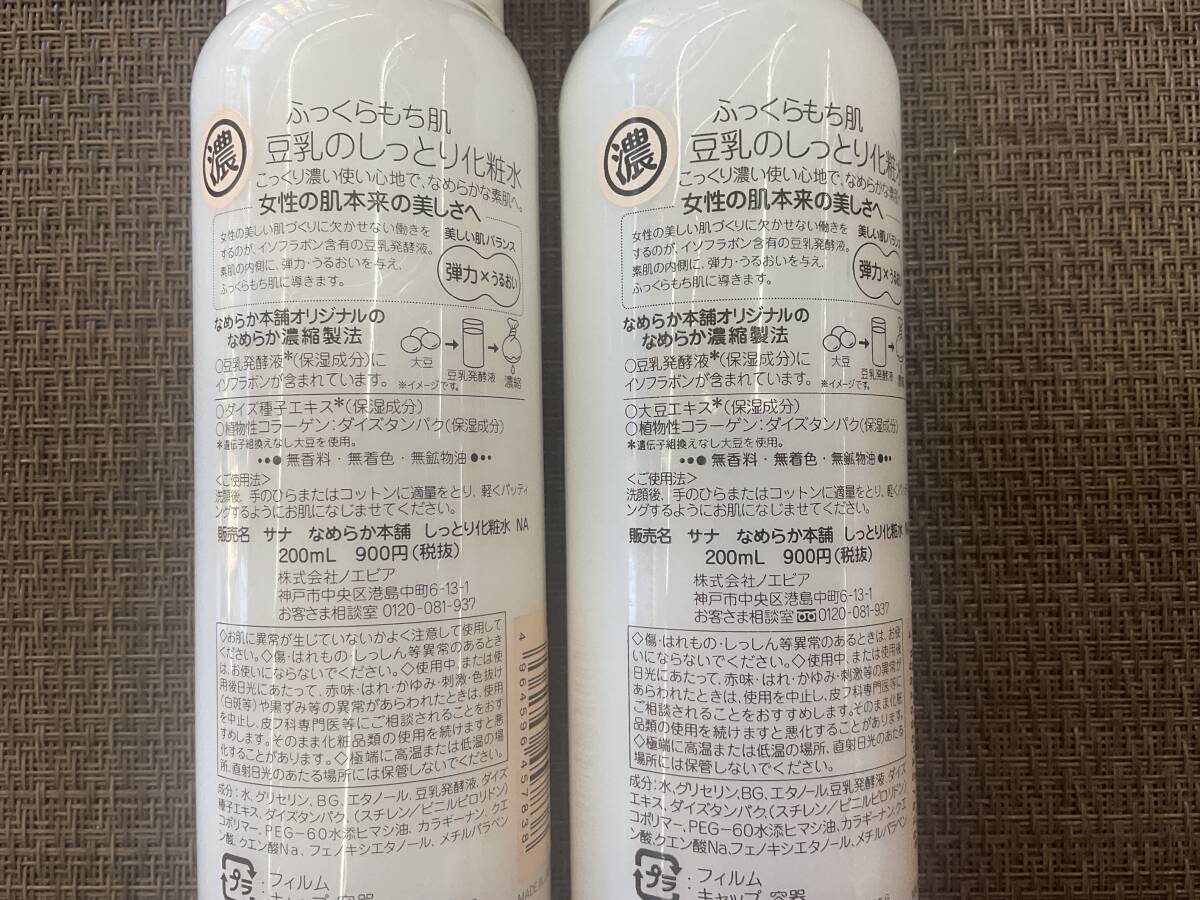 濃
ふっくらもち肌
豆乳のしっとり化粧水
こっくり濃い使い心地で、なめらかな素肌へ。
女性の肌本来の美しさへ
女性の美しい肌づくりに欠かせない働きを
するのが、イソフラボン含有の豆乳発酵液。
素肌の内側に、弾力・うるおいを与え、
ふっくらもち肌に導きます。
美しい肌バランス
弾力×うるおい
なめらか本舗オリジナルの
なめらか濃縮製法
○豆乳発酵液*(保湿成分)に
イソフラボンが含まれています。
大豆
豆乳発酵液
濃縮
※イメージです。
○ダイズ種子エキス*(保湿成分)
○植物性コラーゲン:ダイズタンパク(保湿成分)
*遺伝子組換えなし大豆を使用。
●●● 無香料・無着色・無鉱物油 ●●●
<ご使用法>
洗顔後、手のひらまたはコットンに適量をとり、軽くパッティ
ングするようにお肌になじませてください。
販売名 サナ なめらか本舗 しっとり化粧水 NA
200mL 900円(税抜)
株式会社ノエビア
神戸市中央区港島中町6-13-1
お客さま相談室 0120-081-937
◇お肌に異常が生じていないかよく注意して使用して
ください。◇傷・はれもの・しっしん等異常のあるとき
は、お使いにならないでください。◇使用中、または使
用後日光にあたって、赤味・はれ・かゆみ・刺激・色抜け
(白斑等)や黒ずみ等の異常があらわれたときは、使用
を中止し、皮フ科専門医等にご相談されることをおす
すめします。そのまま化粧品類の使用を続けますと悪
化することがあります。◇極端に高温または低温の場
所、直射日光のあたる場所には保管しないでください。
成分:水、グリセリン、BG、エタノール、豆乳発酵液、ダイズ
種子エキス、ダイズタンパク、(スチレン/ビニルピロリドン)
コポリマー、PEG-60水添ヒマシ油、カラギーナン、クエ
ン酸、クエン酸Na、フェノキシエタノール、メチルパラベン
プラ
:フィルム
キャップ、容器
4964596457838
MADE IN
濃
ふっくらもち肌
豆乳のしっとり化粧
こっくり濃い使い心地で、なめらかな素肌
女性の肌本来の美しさへ
女性の美しい肌づくりに欠かせない働きを
するのが、イソフラボン含有の豆乳発酵液。
素肌の内側に、弾力・うるおいを与え、
ふっくらもち肌に導きます。
美しい肌バラン
弾力×うるお
なめらか本舗オリジナルの
なめらか濃縮製法
○豆乳発酵液*(保湿成分)に
イソフラボンが含まれています。
大豆
豆乳発酵液
※イメージです。
○大豆エキス*(保湿成分)
○植物性コラーゲン:ダイズタンパク(保湿成分)
*遺伝子組換えなし大豆を使用。
●●● 無香料・無着色・無鉱物油 ●●●
<ご使用法>
洗顔後、手のひらまたはコットンに適量をとり、軽くパッ
ングするようにお肌になじませてください。
販売名 サナ なめらか本舗 しっとり化粧水
200mL 900円(税抜)
株式会社ノエビア
神戸市中央区港島中町6-13-1
お客さま相談室 0120-081-937
◇傷・はれもの・しっしん等異常のあるときは、お使
いにならないでください。◇使用中、または使用後
日光にあたって、赤味・はれ・かゆみ・刺激等の異常が
あらわれたときは、使用を中止し、皮フ科専門医等に
ご相談されることをおすすめします。そのまま化粧
品類の使用を続けますと悪化することがあります。
◇極端に高温または低温の場所、直射日光のあたる
場所には保管しないでください。
成分:水、グリセリン、BG、エタノール、豆乳発酵液、ダイズ
エキス、ダイズタンパク、(スチレン/ビニルピロリドン)
コポリマー、PEG-60水添ヒマシ油、カラギーナン、クエ
ン酸、クエン酸Na、フェノキシエタノール、メチルパラベン
プラ
:フィルム
キャップ、容器